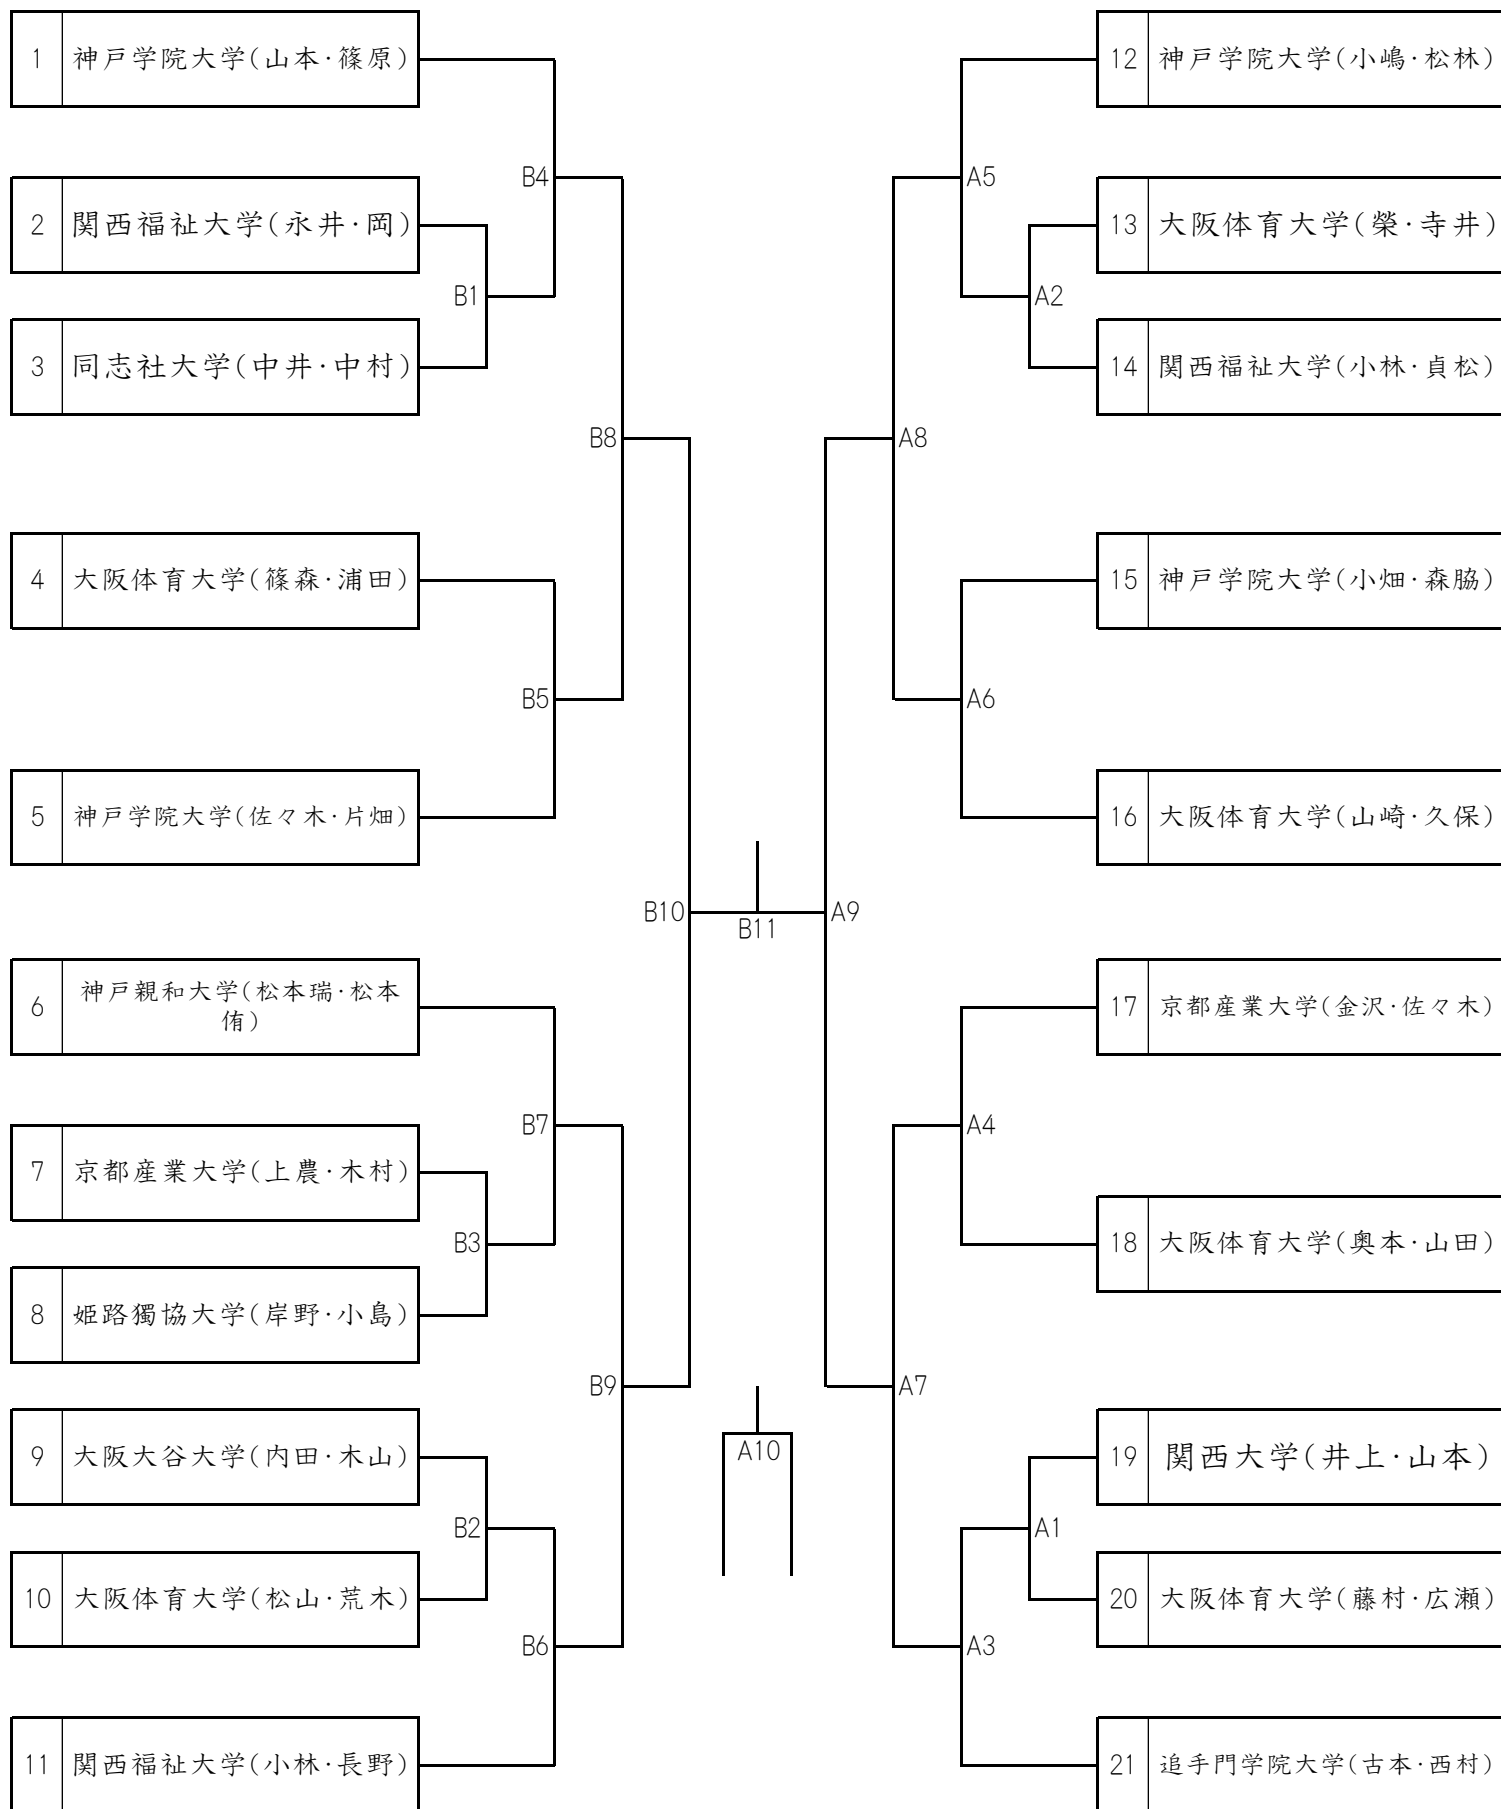 1 神戸学院大学(山本・篠原)
2 関西福祉大学(永井・岡)
3 同志社大学(中井・中村)
4 大阪体育大学(篠森・浦田)
5 神戸学院大学(佐々木・片畑)
6 神戸親和大学(松本瑞・松本
侑)
7 京都産業大学(上農・木村)
8 姫路獨協大学(岸野・小島)
9 大阪大谷大学(内田・木山)
10 大阪体育大学(松山・荒木)
11 関西福祉大学(小林・長野)
B4
B1
B8
B5
B10
B7
B3
B9
B2
B6
B11
A10
A5
A2
A8
A6
A9
A4
A7
A1
A3
12 神戸学院大学(小嶋・松林)
13 大阪体育大学(榮・寺井)
14 関西福祉大学(小林・貞松)
15 神戸学院大学(小畑・森脇)
16 大阪体育大学(山崎・久保)
17 京都産業大学(金沢・佐々木)
18 大阪体育大学(奥本・山田)
19 関西大学(井上・山本)
20 大阪体育大学(藤村・広瀬)
21 追手門学院大学(古本・西村)